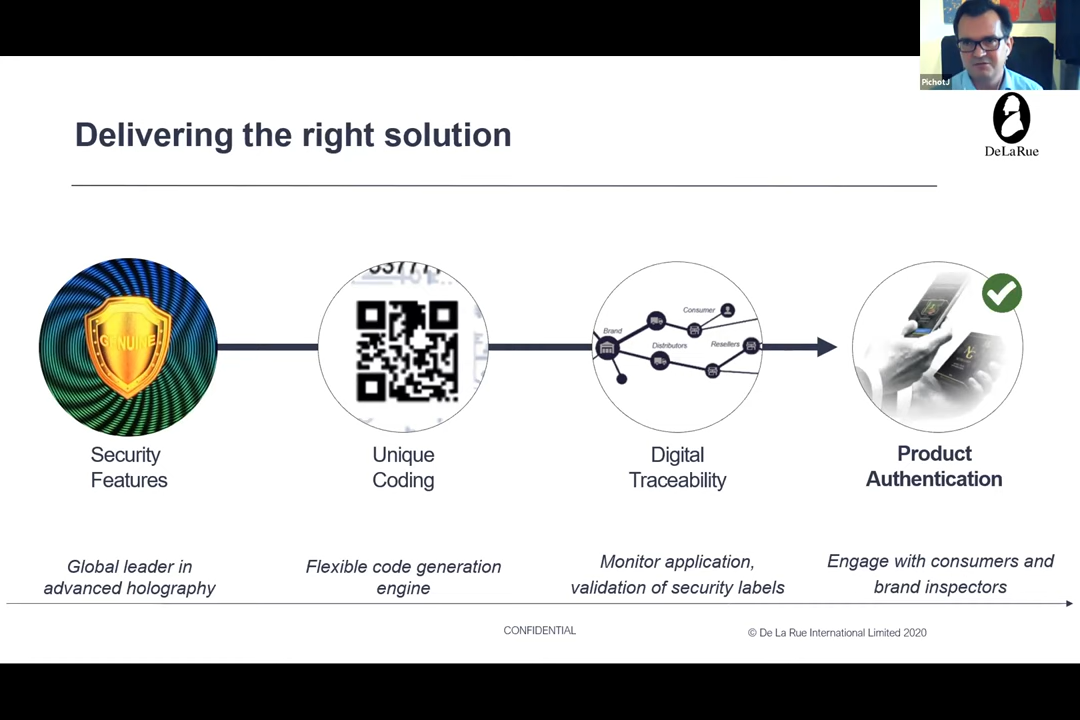 PichotJ
DeLaRue
Delivering the right solution
GENUINE
Brand
Consumer
Distributors
Resellers
Security
Features
Unique
Coding
Digital
Traceability
Product
Authentication
Global leader in
advanced holography
Flexible code generation
engine
Monitor application,
validation of security labels
Engage with consumers and
brand inspectors
CONFIDENTIAL
© De La Rue International Limited 2020